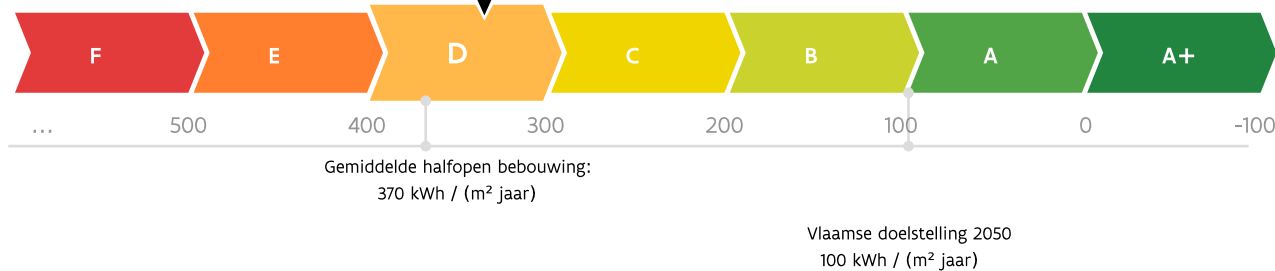 F E D C B A A+
... 500 400 300 200 100 0 -100
Gemiddelde halfopen bebouwing:
370 kWh / (m² jaar)
Vlaamse doelstelling 2050
100 kWh / (m² jaar)